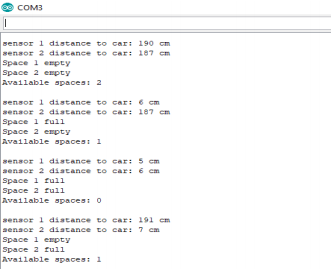 COM3
sensor 1 distance to car: 190 cm
sensor 2 distance to car: 187 cm
Space 1 empty
Space 2 empty
Available spaces: 2
sensor 1 distance to car: 6 cm
sensor 2 distance to car: 187 cm
Space 1 full
Space 2 empty
Available spaces: 1
sensor 1 distance to car: 5 cm
sensor 2 distance to car: 6 cm
Space 1 full
Space 2 full
Available spaces: 0
sensor 1 distance to car: 191 cm
sensor 2 distance to car: 7 cm
Space 1 empty
Space 2 full
Available spaces: 1